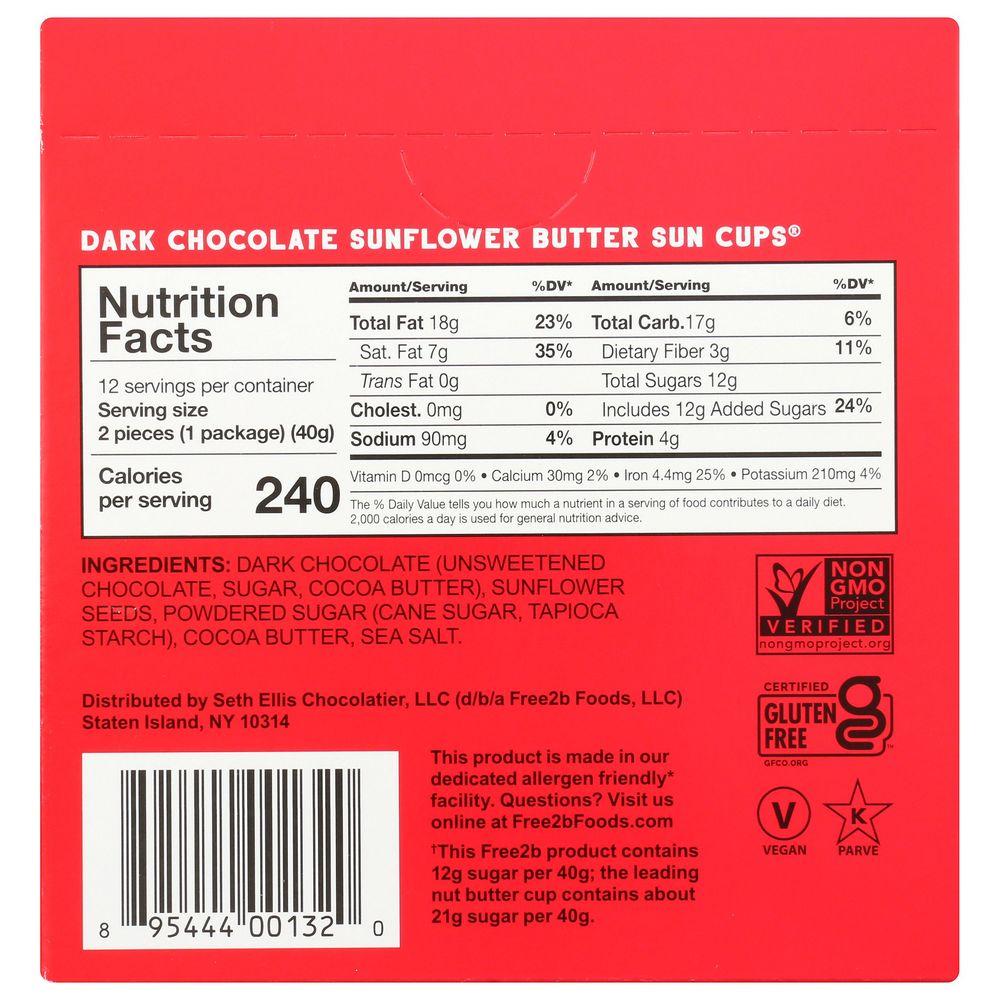 DARK CHOCOLATE SUNFLOWER BUTTER SUN CUPS®
Nutrition
Facts
12 servings per container
Serving size
2 pieces (1 package) (40g)
Calories
per serving 240
Amount/Serving %DV* Amount/Serving %DV*
Total Fat 18g 23% Total Carb.17g 6%
Sat. Fat 7g 35% Dietary Fiber 3g 11%
Trans Fat 0g Total Sugars 12g
Cholest. 0mg 0% Includes 12g Added Sugars 24%
Sodium 90mg 4% Protein 4g
Vitamin D 0mcg 0% • Calcium 30mg 2% • Iron 4.4mg 25% • Potassium 210mg 4%
The % Daily Value tells you how much a nutrient in a serving of food contributes to a daily diet.
2,000 calories a day is used for general nutrition advice.
INGREDIENTS: DARK CHOCOLATE (UNSWEETENED
CHOCOLATE, SUGAR, COCOA BUTTER), SUNFLOWER
SEEDS, POWDERED SUGAR (CANE SUGAR, TAPIOCA
STARCH), COCOA BUTTER, SEA SALT.
NON
GMO
Project
VERIFIED
nongmoproject.org
Distributed by Seth Ellis Chocolatier, LLC (d/b/a Free2b Foods, LLC)
Staten Island, NY 10314
CERTIFIED
GLUTEN
FREE
GFCO.ORG
TM
This product is made in our
dedicated allergen friendly*
facility. Questions? Visit us
online at Free2bFoods.com
†This Free2b product contains
12g sugar per 40g; the leading
nut butter cup contains about
21g sugar per 40g.
V
VEGAN
K
PARVE
8 95444 00132 0